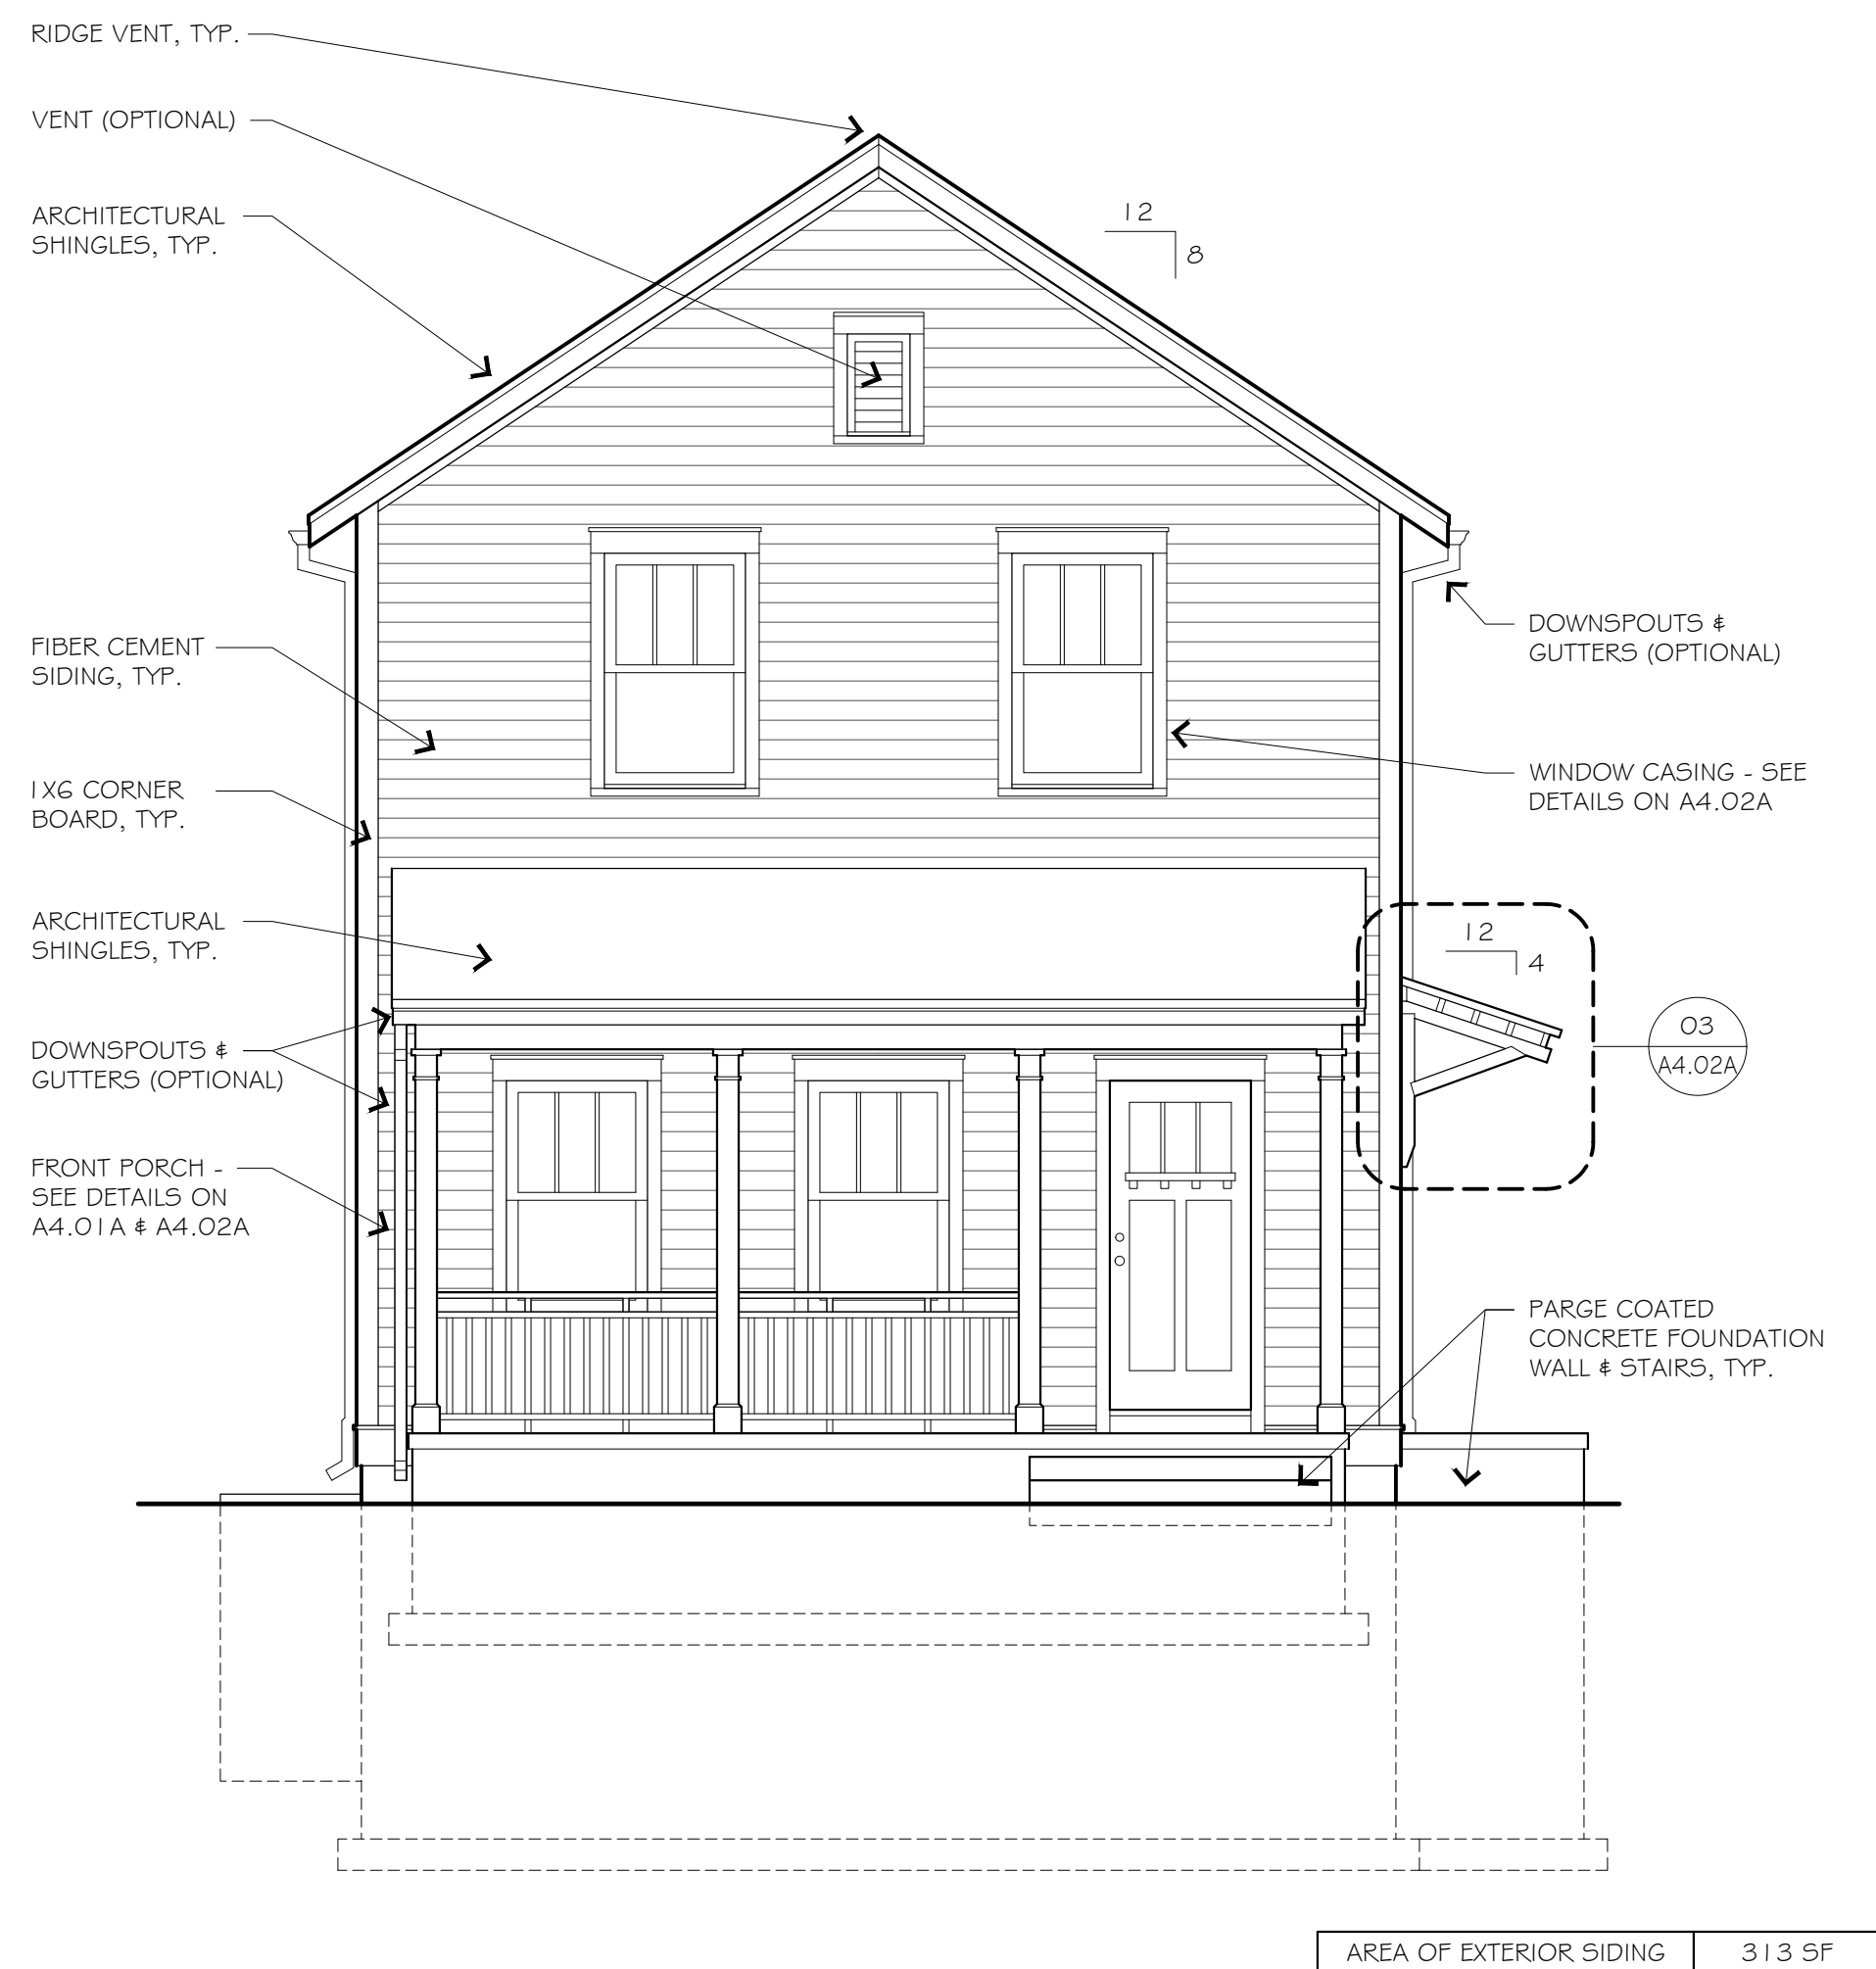 RIDGE VENT, TYP.
VENT (OPTIONAL)
ARCHITECTURAL
SHINGLES, TYP.
12
8
FIBER CEMENT
SIDING, TYP.
DOWNSPOUTS &
GUTTERS (OPTIONAL)
1X6 CORNER
BOARD, TYP.
WINDOW CASING - SEE
DETAILS ON A4.02A
ARCHITECTURAL
SHINGLES, TYP.
12
4
DOWNSPOUTS &
GUTTERS (OPTIONAL)
03
A4.02A
FRONT PORCH -
SEE DETAILS ON
A4.01A & A4.02A
PARGE COATED
CONCRETE FOUNDATION
WALL & STAIRS, TYP.
AREA OF EXTERIOR SIDING 313 SF